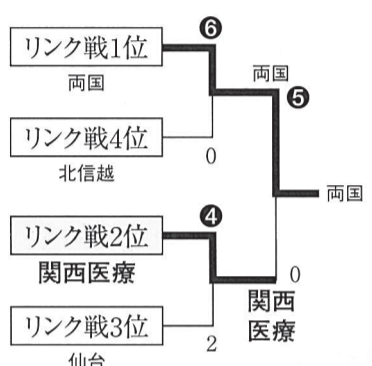 リンク戦1位
両国
❻
両国
❺
リンク戦4位
北信越
0
両国
リンク戦2位
関西医療
❹
0
関西
医療
リンク戦3位
仙台
2